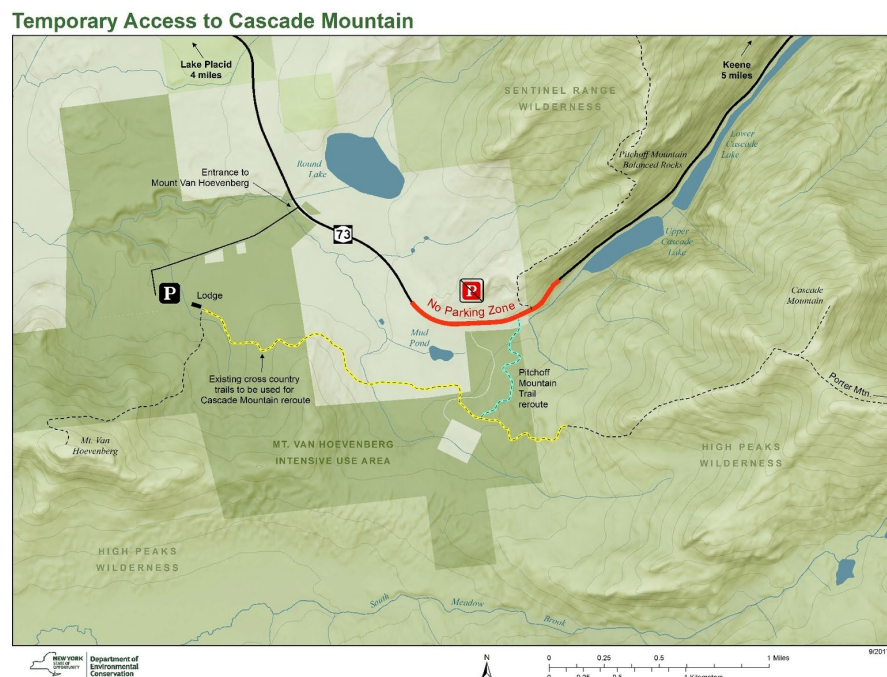 Temporary Access to Cascade Mountain
Lake Placid
4 miles
Keene
5 miles
SENTINEL RANGE
WILDERNESS
Lower
Cascade
Lake
Pitchoff Mountain
Balanced Rocks
Round
Lake
Entrance to
Mount Van Hoevenberg
73
Upper
Cascade
Lake
P
Lodge
P
No Parking Zone
Cascade
Mountain
Mud
Pond
Existing cross country
trails to be used for
Cascade Mountain reroute
Pitchoff
Mountain
Trail
reroute
Porter Mtn.
Mt. Van
Hoevenberg
MT. VAN HOEVENBERG
INTENSIVE USE AREA
HIGH PEAKS
WILDERNESS
HIGH PEAKS
WILDERNESS
South Meadow Brook
NEW YORK
STATE OF
OPPORTUNITY
Department of
Environmental
Conservation
N
0 0.25 0.5 1 Miles